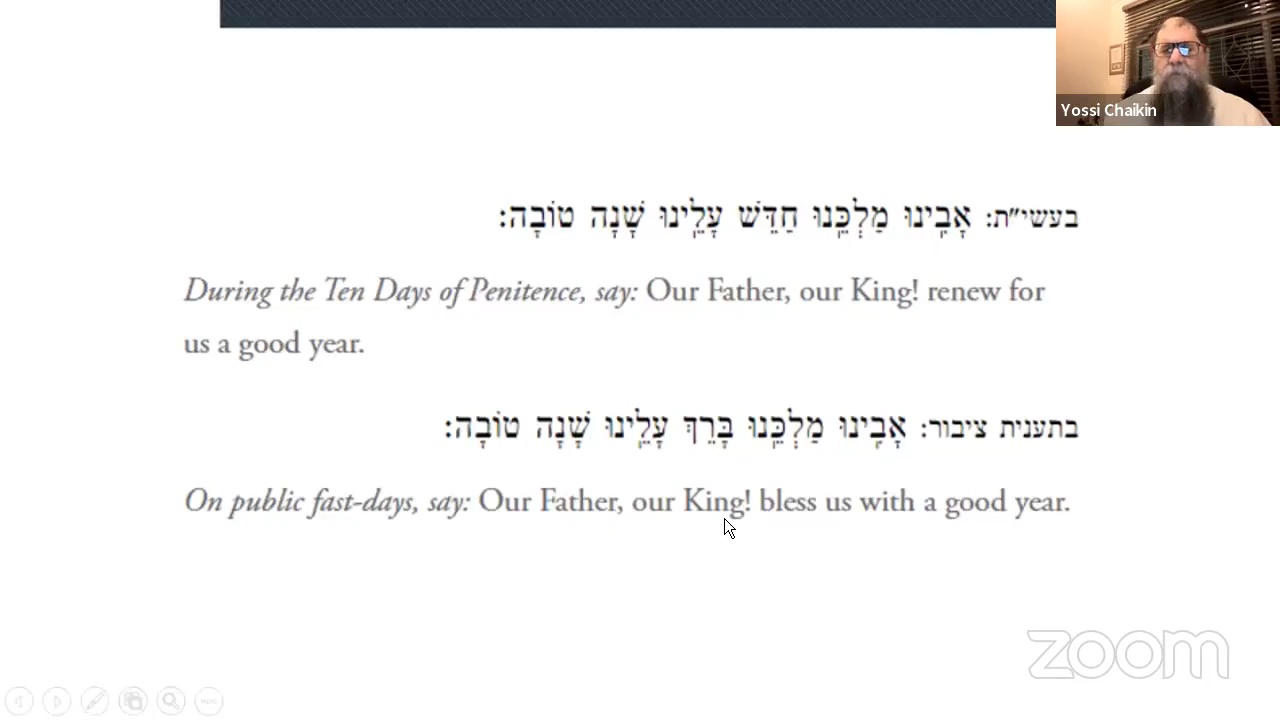 Yossi Chaikin
בעשי״ת: אָבִינוּ מַלְכֵּנוּ חַדֵּשׁ עָלֵינוּ שָׁנָה טוֹבָה:
During the Ten Days of Penitence, say: Our Father, our King! renew for
us a good year.
בתענית ציבור: אָבִינוּ מַלְכֵּנוּ בָּרֵךְ עָלֵינוּ שָׁנָה טוֹבָה:
On public fast-days, say: Our Father, our King! bless us with a good year.
zoom